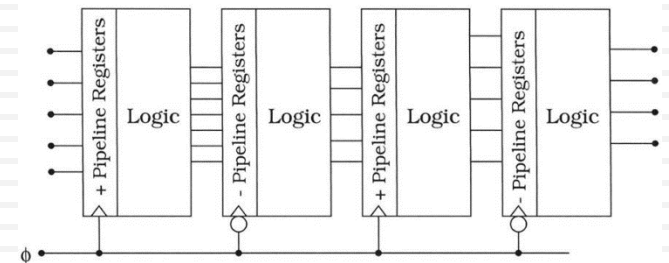 + Pipeline Registers
Logic
- Pipeline Registers
Logic
+ Pipeline Registers
Logic
- Pipeline Registers
Logic
ϕ